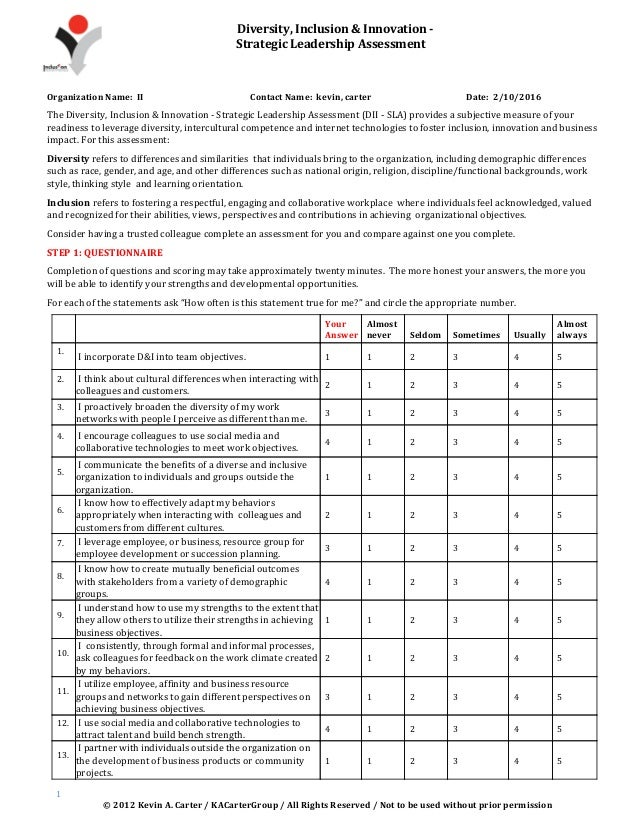 Diversity, Inclusion & Innovation -
Strategic Leadership Assessment
Inclusion
Organization Name: II Contact Name: kevin, carter Date: 2/10/2016
The Diversity, Inclusion & Innovation - Strategic Leadership Assessment (DII - SLA) provides a subjective measure of your
readiness to leverage diversity, intercultural competence and internet technologies to foster inclusion, innovation and business
impact. For this assessment:
Diversity refers to differences and similarities that individuals bring to the organization, including demographic differences
such as race, gender, and age, and other differences such as national origin, religion, discipline/functional backgrounds, work
style, thinking style and learning orientation.
Inclusion refers to fostering a respectful, engaging and collaborative workplace where individuals feel acknowledged, valued
and recognized for their abilities, views, perspectives and contributions in achieving organizational objectives.
Consider having a trusted colleague complete an assessment for you and compare against one you complete.
STEP 1: QUESTIONNAIRE
Completion of questions and scoring may take approximately twenty minutes. The more honest your answers, the more you
will be able to identify your strengths and developmental opportunities.
For each of the statements ask "How often is this statement true for me?" and circle the appropriate number.
Your Almost Almost
Answer never Seldom Sometimes Usually always
1. I incorporate D&I into team objectives. 1 1 2 3 4 5
2. I think about cultural differences when interacting with
colleagues and customers. 2 1 2 3 4 5
3. I proactively broaden the diversity of my work
networks with people I perceive as different than me. 3 1 2 3 4 5
4. I encourage colleagues to use social media and
collaborative technologies to meet work objectives. 4 1 2 3 4 5
5. I communicate the benefits of a diverse and inclusive
organization to individuals and groups outside the
organization. 1 1 2 3 4 5
6. I know how to effectively adapt my behaviors
appropriately when interacting with colleagues and
customers from different cultures. 2 1 2 3 4 5
7. I leverage employee, or business, resource group for
employee development or succession planning. 3 1 2 3 4 5
8. I know how to create mutually beneficial outcomes
with stakeholders from a variety of demographic
groups. 4 1 2 3 4 5
9. I understand how to use my strengths to the extent that
they allow others to utilize their strengths in achieving
business objectives. 1 1 2 3 4 5
10. I consistently, through formal and informal processes,
ask colleagues for feedback on the work climate created
by my behaviors. 2 1 2 3 4 5
11. I utilize employee, affinity and business resource
groups and networks to gain different perspectives on
achieving business objectives. 3 1 2 3 4 5
12. I use social media and collaborative technologies to
attract talent and build bench strength. 4 1 2 3 4 5
13. I partner with individuals outside the organization on
the development of business products or community
projects. 1 1 2 3 4 5
1
© 2012 Kevin A. Carter / KACarterGroup / All Rights Reserved / Not to be used without prior permission